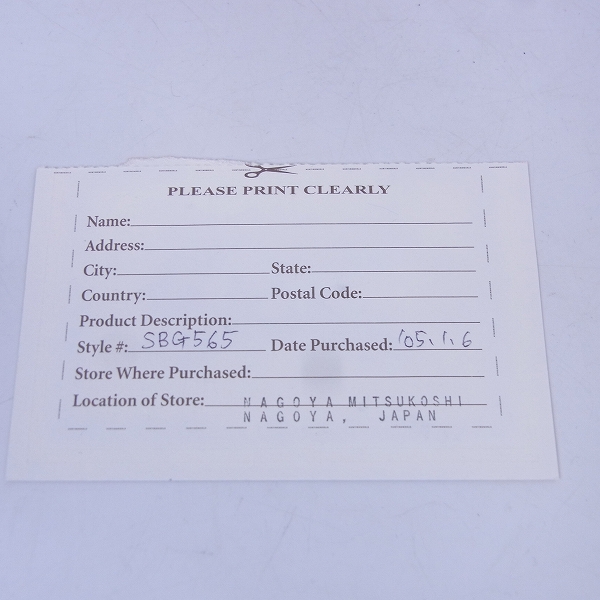 PLEASE PRINT CLEARLY
Name:
Address:
City: State:
Country: Postal Code:
Product Description:
Style #: SBG565 Date Purchased: '05.1.6
Store Where Purchased:
Location of Store: NAGOYA MITSUKOSHI
NAGOYA, JAPAN